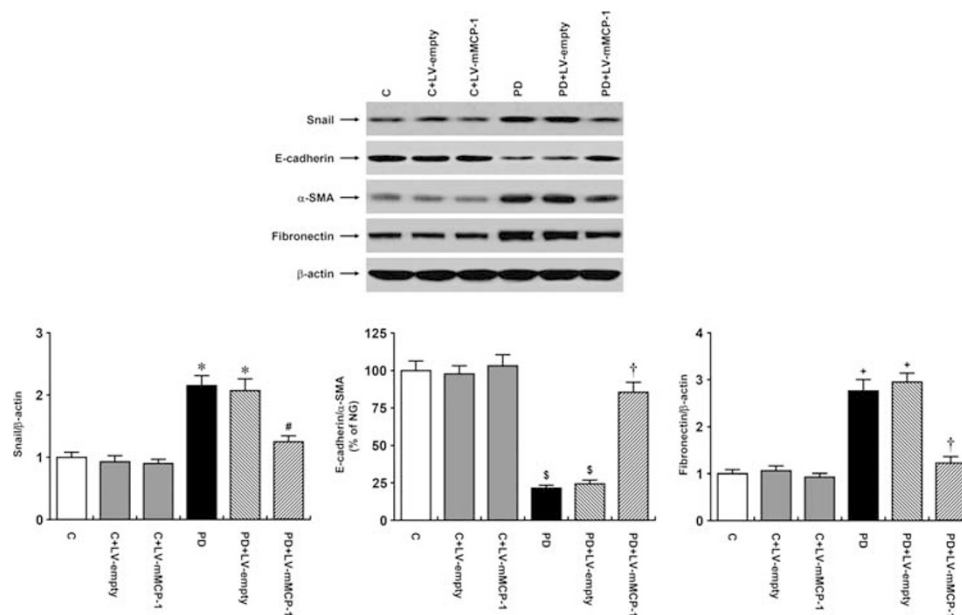 C
C+LV-empty
C+LV-mMCP-1
PD
PD+LV-empty
PD+LV-mMCP-1
Snail
E-cadherin
α-SMA
Fibronectin
β-actin
Snail/β-actin
3
2
1
0
*
*
#
C
C+LV-empty
C+LV-mMCP-1
PD
PD+LV-empty
PD+LV-mMCP-1
E-cadherin/α-SMA
(% of NG)
125
100
75
50
25
0
$
$
†
C
C+LV-empty
C+LV-mMCP-1
PD
PD+LV-empty
PD+LV-mMCP-1
Fibronectin/β-actin
4
3
2
1
0
+
+
†
C
C+LV-empty
C+LV-mMCP-1
PD
PD+LV-empty
PD+LV-mMCP-1